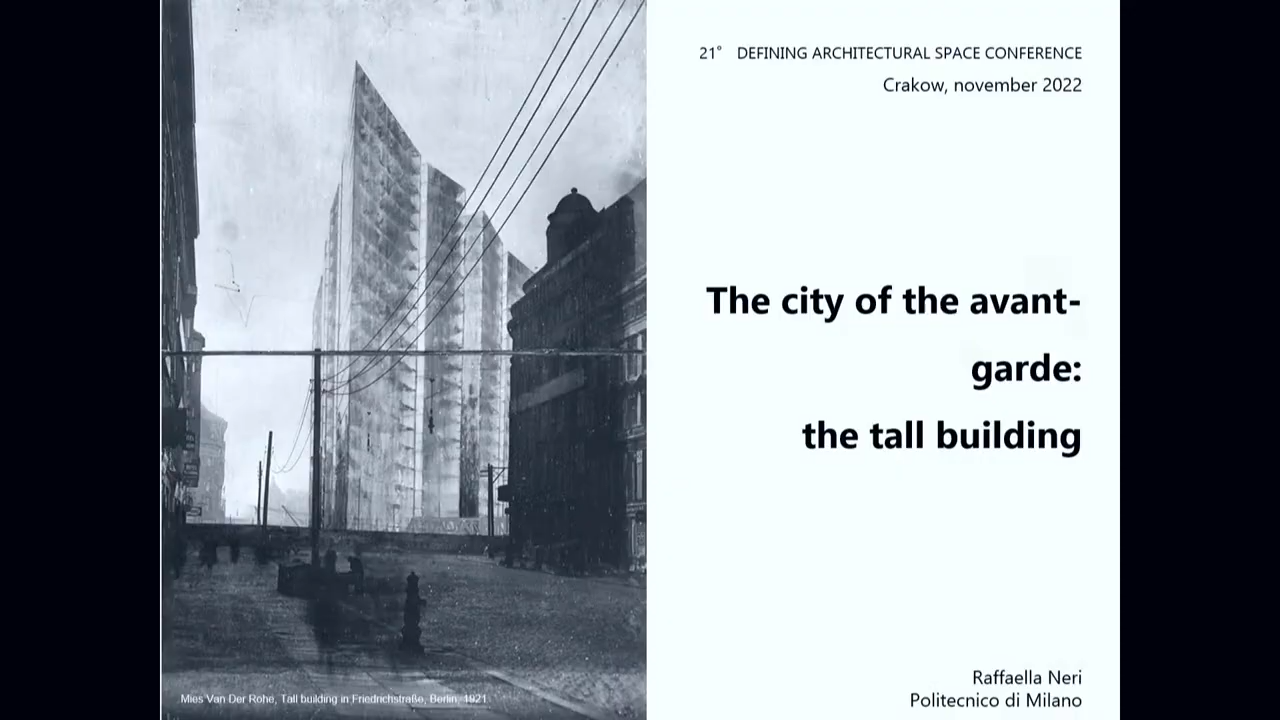 21° DEFINING ARCHITECTURAL SPACE CONFERENCE
Crakow, november 2022
The city of the avant-
garde:
the tall building
Raffaella Neri
Politecnico di Milano
Mies Van Der Rohe, Tall building in Friedrichstraße, Berlin, 1921